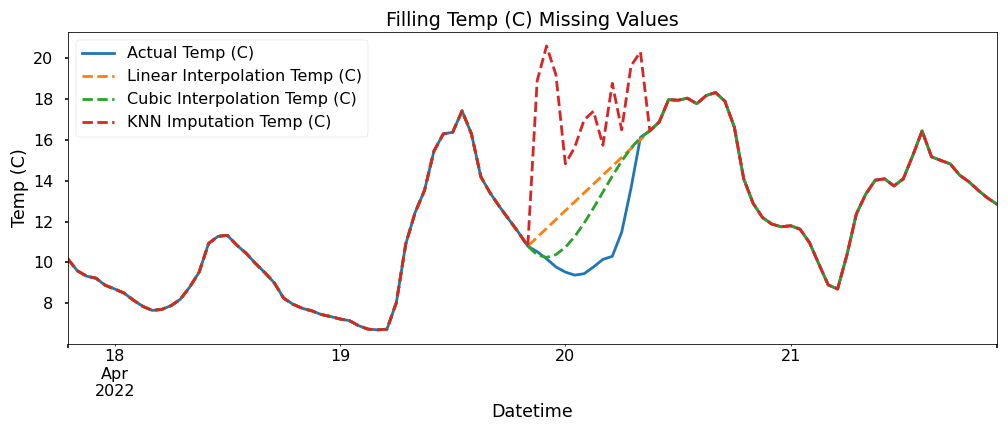 Filling Temp (C) Missing Values
Actual Temp (C)
Linear Interpolation Temp (C)
Cubic Interpolation Temp (C)
KNN Imputation Temp (C)
Temp (C)
20
18
16
14
12
10
8
18
Apr
2022
19
20
21
Datetime